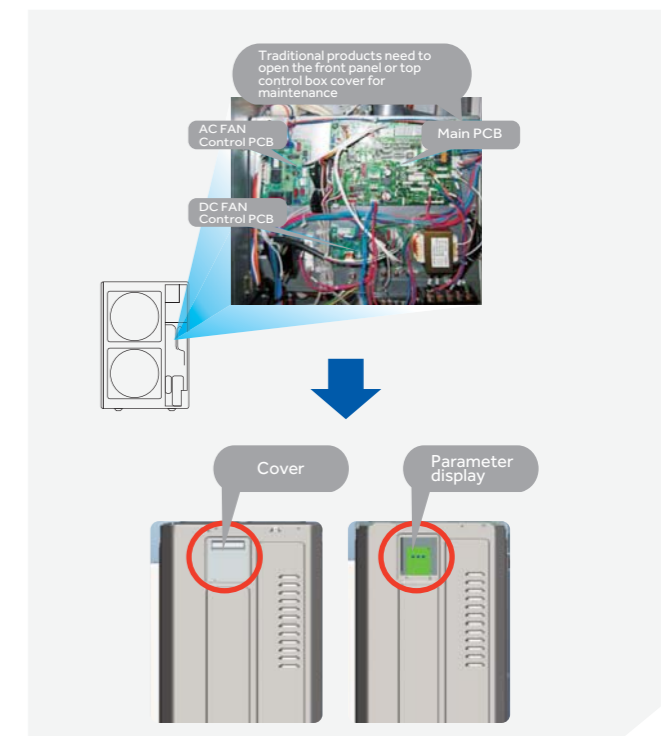 Traditional products need to
open the front panel or top
control box cover for
maintenance
AC FAN
Control PCB
Main PCB
DC FAN
Control PCB
Cover
Parameter
display